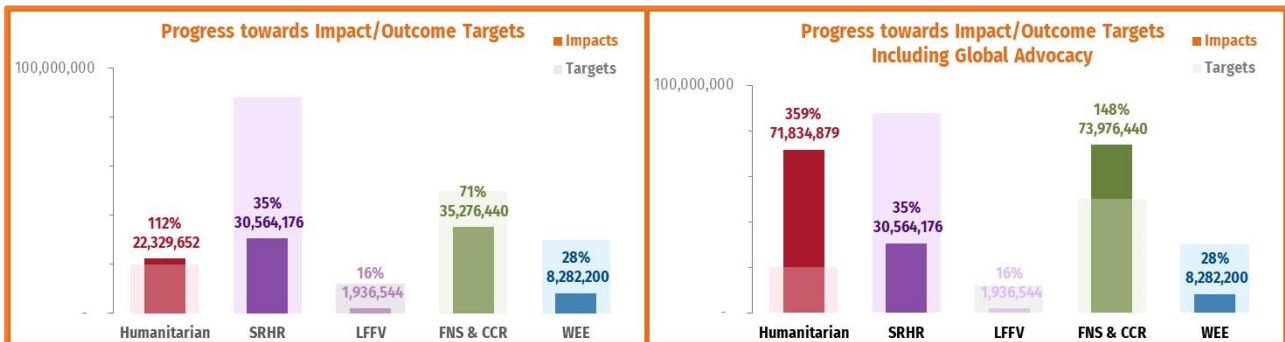 Progress towards Impact/Outcome Targets
Impacts
Targets
100,000,000
112%
22,329,652
35%
30,564,176
16%
1,936,544
71%
35,276,440
28%
8,282,200
-
Humanitarian SRHR LFFV FNS & CCR WEE
Progress towards Impact/Outcome Targets
Including Global Advocacy
Impacts
Targets
100,000,000
359%
71,834,879
35%
30,564,176
16%
1,936,544
148%
73,976,440
28%
8,282,200
-
Humanitarian SRHR LFFV FNS & CCR WEE